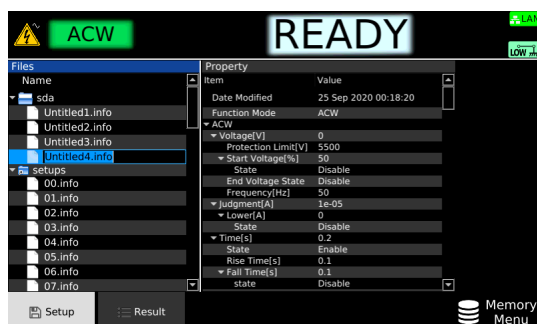 ACW
READY
LAN
LOW
Files
Name
sda
Untitled1.info
Untitled2.info
Untitled3.info
Untitled4.info
setups
00.info
01.info
02.info
03.info
04.info
05.info
06.info
07.info
Property
Item Value
Date Modified 25 Sep 2020 00:18:20
Function Mode ACW
ACW
Voltage[V] 0
Protection Limit[V] 5500
Start Voltage[%] 50
State Disable
End Voltage State Disable
Frequency[Hz] 50
Judgment[A] 1e-05
Lower[A] 0
State Disable
Time[s] 0.2
State Enable
Rise Time[s] 0.1
Fall Time[s] 0.1
state Disable
Setup
Result
Memory
Menu